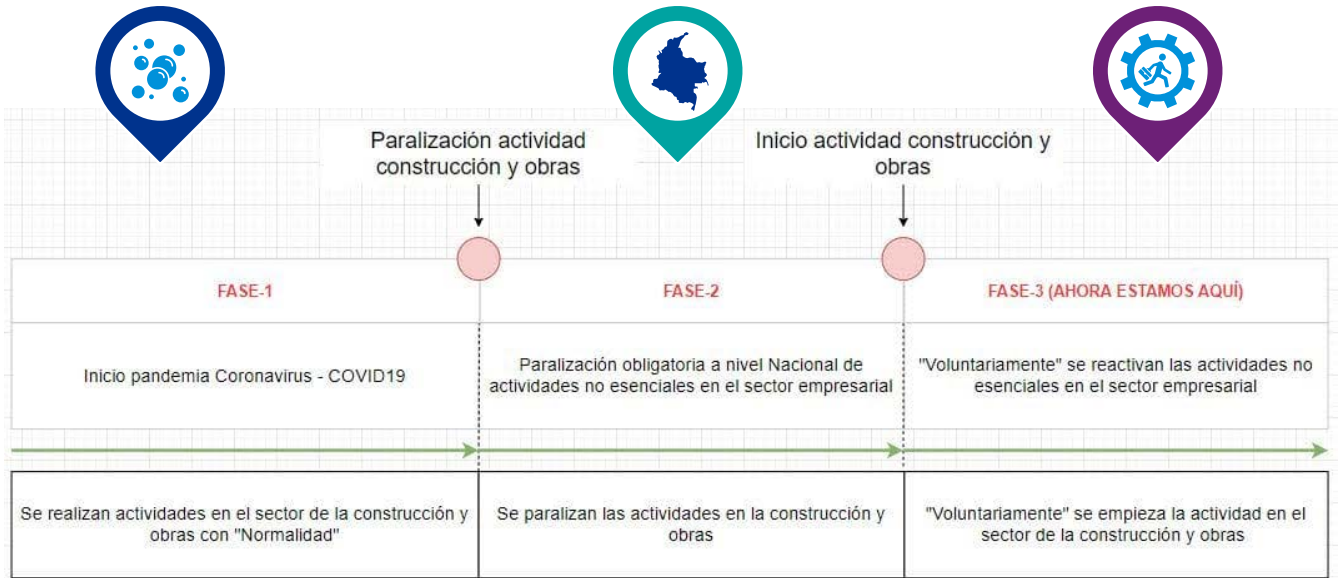 Paralización actividad
construcción y obras
Inicio actividad construcción y
obras
FASE-1
FASE-2
FASE-3 (AHORA ESTAMOS AQUÍ)
Inicio pandemia Coronavirus - COVID19
Paralización obligatoria a nivel Nacional de
actividades no esenciales en el sector empresarial
"Voluntariamente" se reactivan las actividades no
esenciales en el sector empresarial
Se realizan actividades en el sector de la construcción y
obras con "Normalidad"
Se paralizan las actividades en la construcción y
obras
"Voluntariamente" se empieza la actividad en el
sector de la construcción y obras